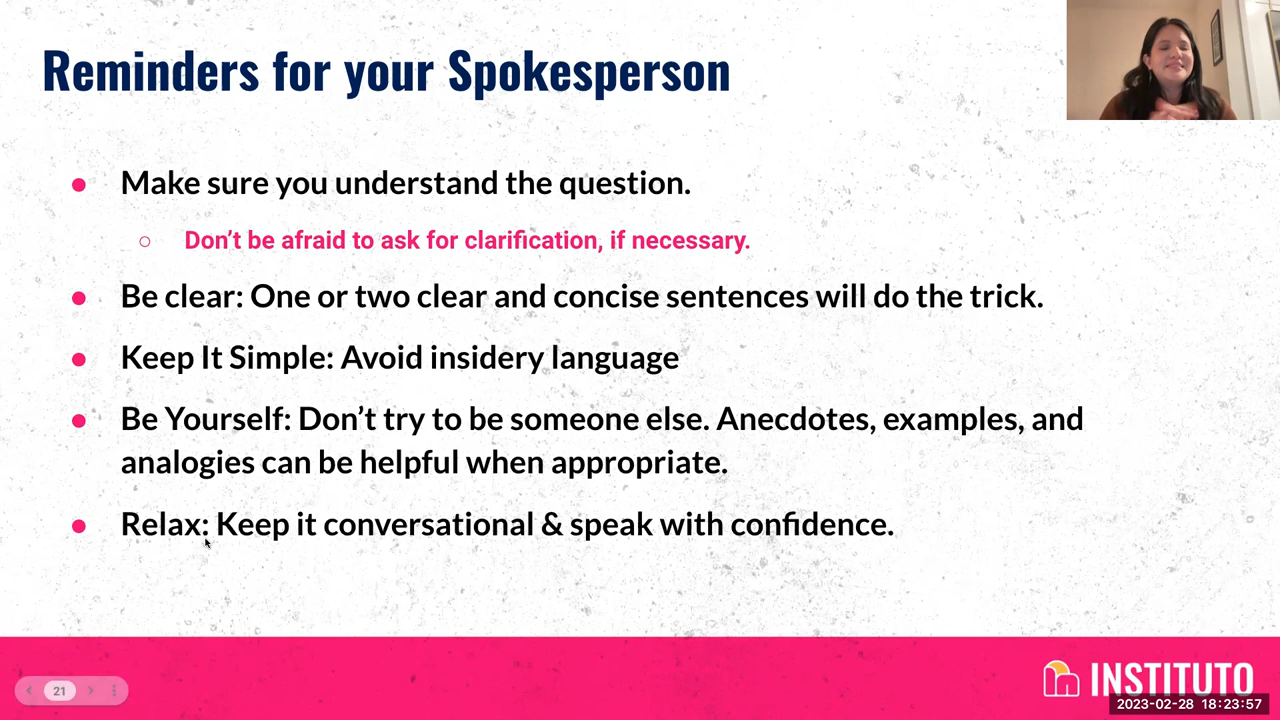 Reminders for your Spokesperson
● Make sure you understand the question.
○ Don’t be afraid to ask for clarification, if necessary.
● Be clear: One or two clear and concise sentences will do the trick.
● Keep It Simple: Avoid insidery language
● Be Yourself: Don’t try to be someone else. Anecdotes, examples, and
analogies can be helpful when appropriate.
● Relax: Keep it conversational & speak with confidence.
21
INSTITUTO
2023-02-28 18:23:57